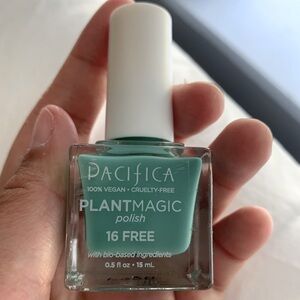 PACIFICA
100% VEGAN • CRUELTY-FREE
PLANTMAGIC
polish
16 FREE
with bio-based ingredients
0.5 fl oz • 15 mL